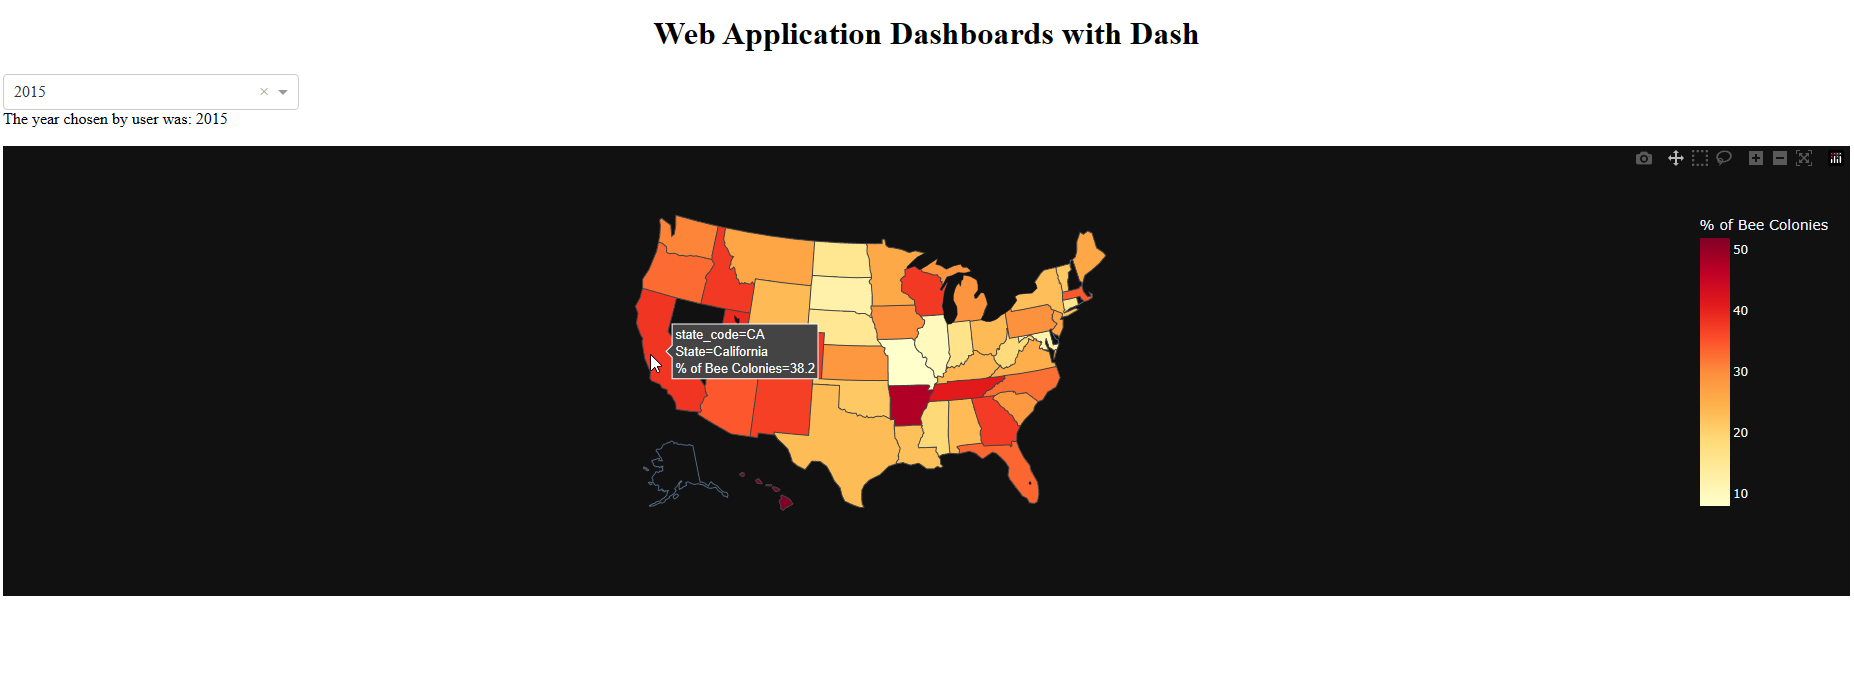 Web Application Dashboards with Dash
2015
The year chosen by user was: 2015
% of Bee Colonies
50
40
30
20
10
state_code=CA
State=California
% of Bee Colonies=38.2